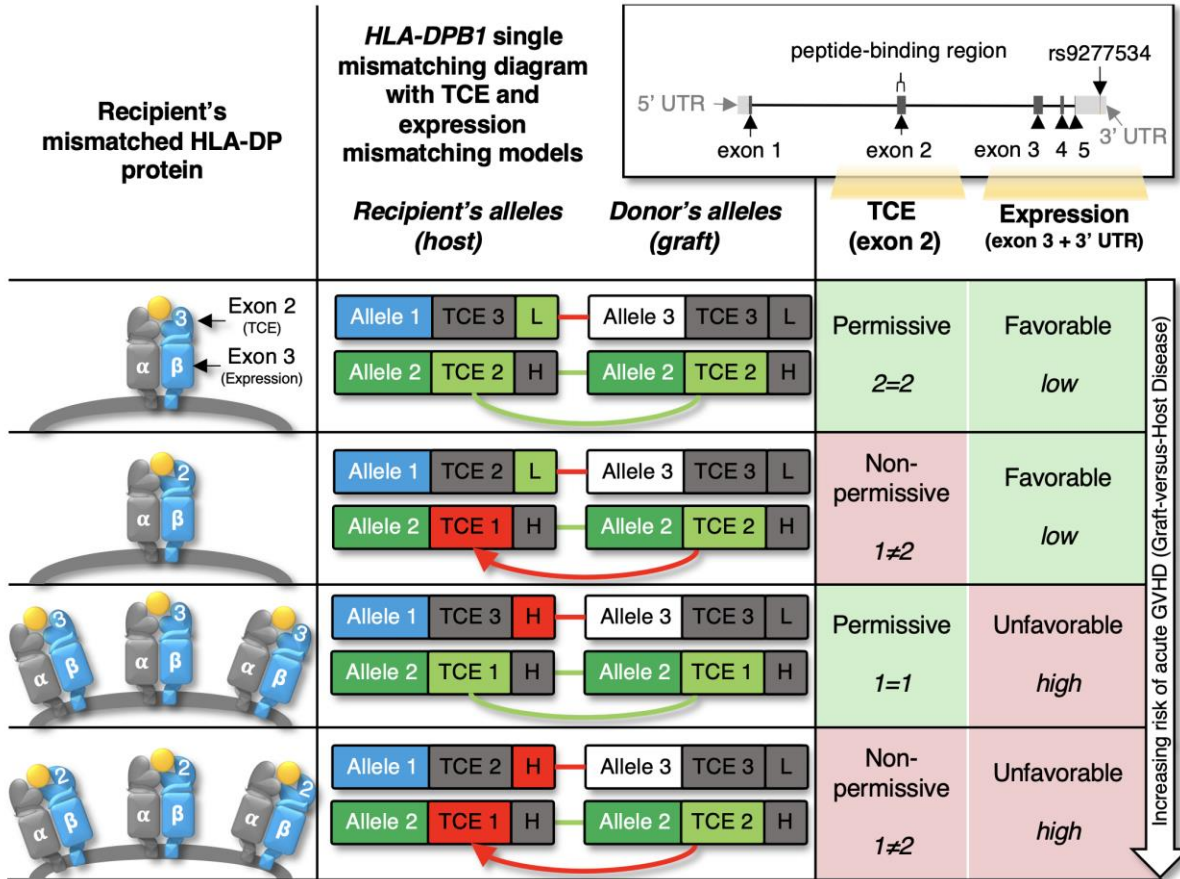 Recipient's
mismatched HLA-DP
protein
HLA-DPB1 single
mismatching diagram
with TCE and
expression
mismatching models
peptide-binding region
rs9277534
5' UTR
3' UTR
exon 1
exon 2
exon 3
4
5
Recipient's alleles
(host)
Donor's alleles
(graft)
TCE
(exon 2)
Expression
(exon 3 + 3' UTR)
3
α
β
Exon 2
(TCE)
Exon 3
(Expression)
Allele 1 TCE 3 L Allele 3 TCE 3 L
Allele 2 TCE 2 H Allele 2 TCE 2 H
Permissive
2=2
Favorable
low
2
α
β
Allele 1 TCE 2 L Allele 3 TCE 3 L
Allele 2 TCE 1 H Allele 2 TCE 2 H
Non-
permissive
1≠2
Favorable
low
3 3 3
α β α β α β
Allele 1 TCE 3 H Allele 3 TCE 3 L
Allele 2 TCE 1 H Allele 2 TCE 1 H
Permissive
1=1
Unfavorable
high
2 2 2
α β α β α β
Allele 1 TCE 2 H Allele 3 TCE 3 L
Allele 2 TCE 1 H Allele 2 TCE 2 H
Non-
permissive
1≠2
Unfavorable
high
Increasing risk of acute GVHD (Graft-versus-Host Disease)